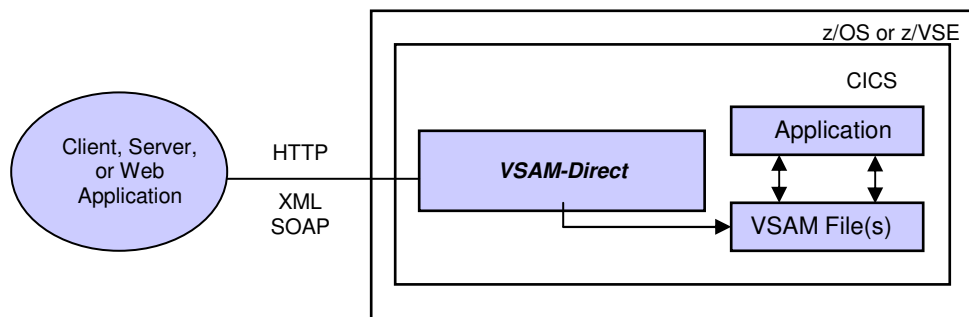 z/OS or z/VSE
CICS
Client, Server,
or Web
Application
HTTP
XML
SOAP
VSAM-Direct
Application
VSAM File(s)